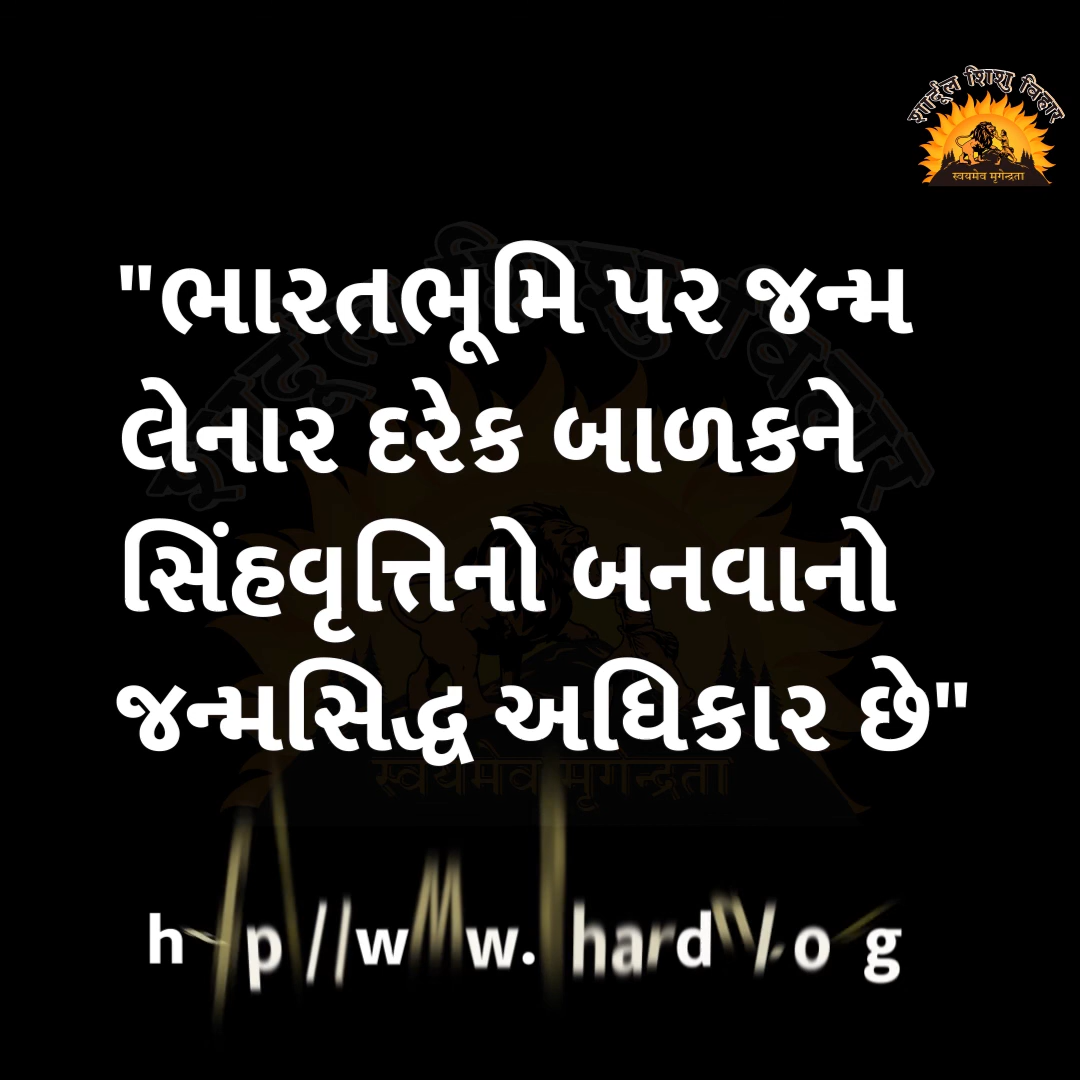 शार्दूल शिशु विहार
स्वयमेव मृगेन्द्रता
"ભારતભૂમિ પર જન્મ
લેનાર દરેક બાળકને
સિંહવૃત્તિનો બનવાનો
જન્મસિદ્ધ અધિકાર છે"